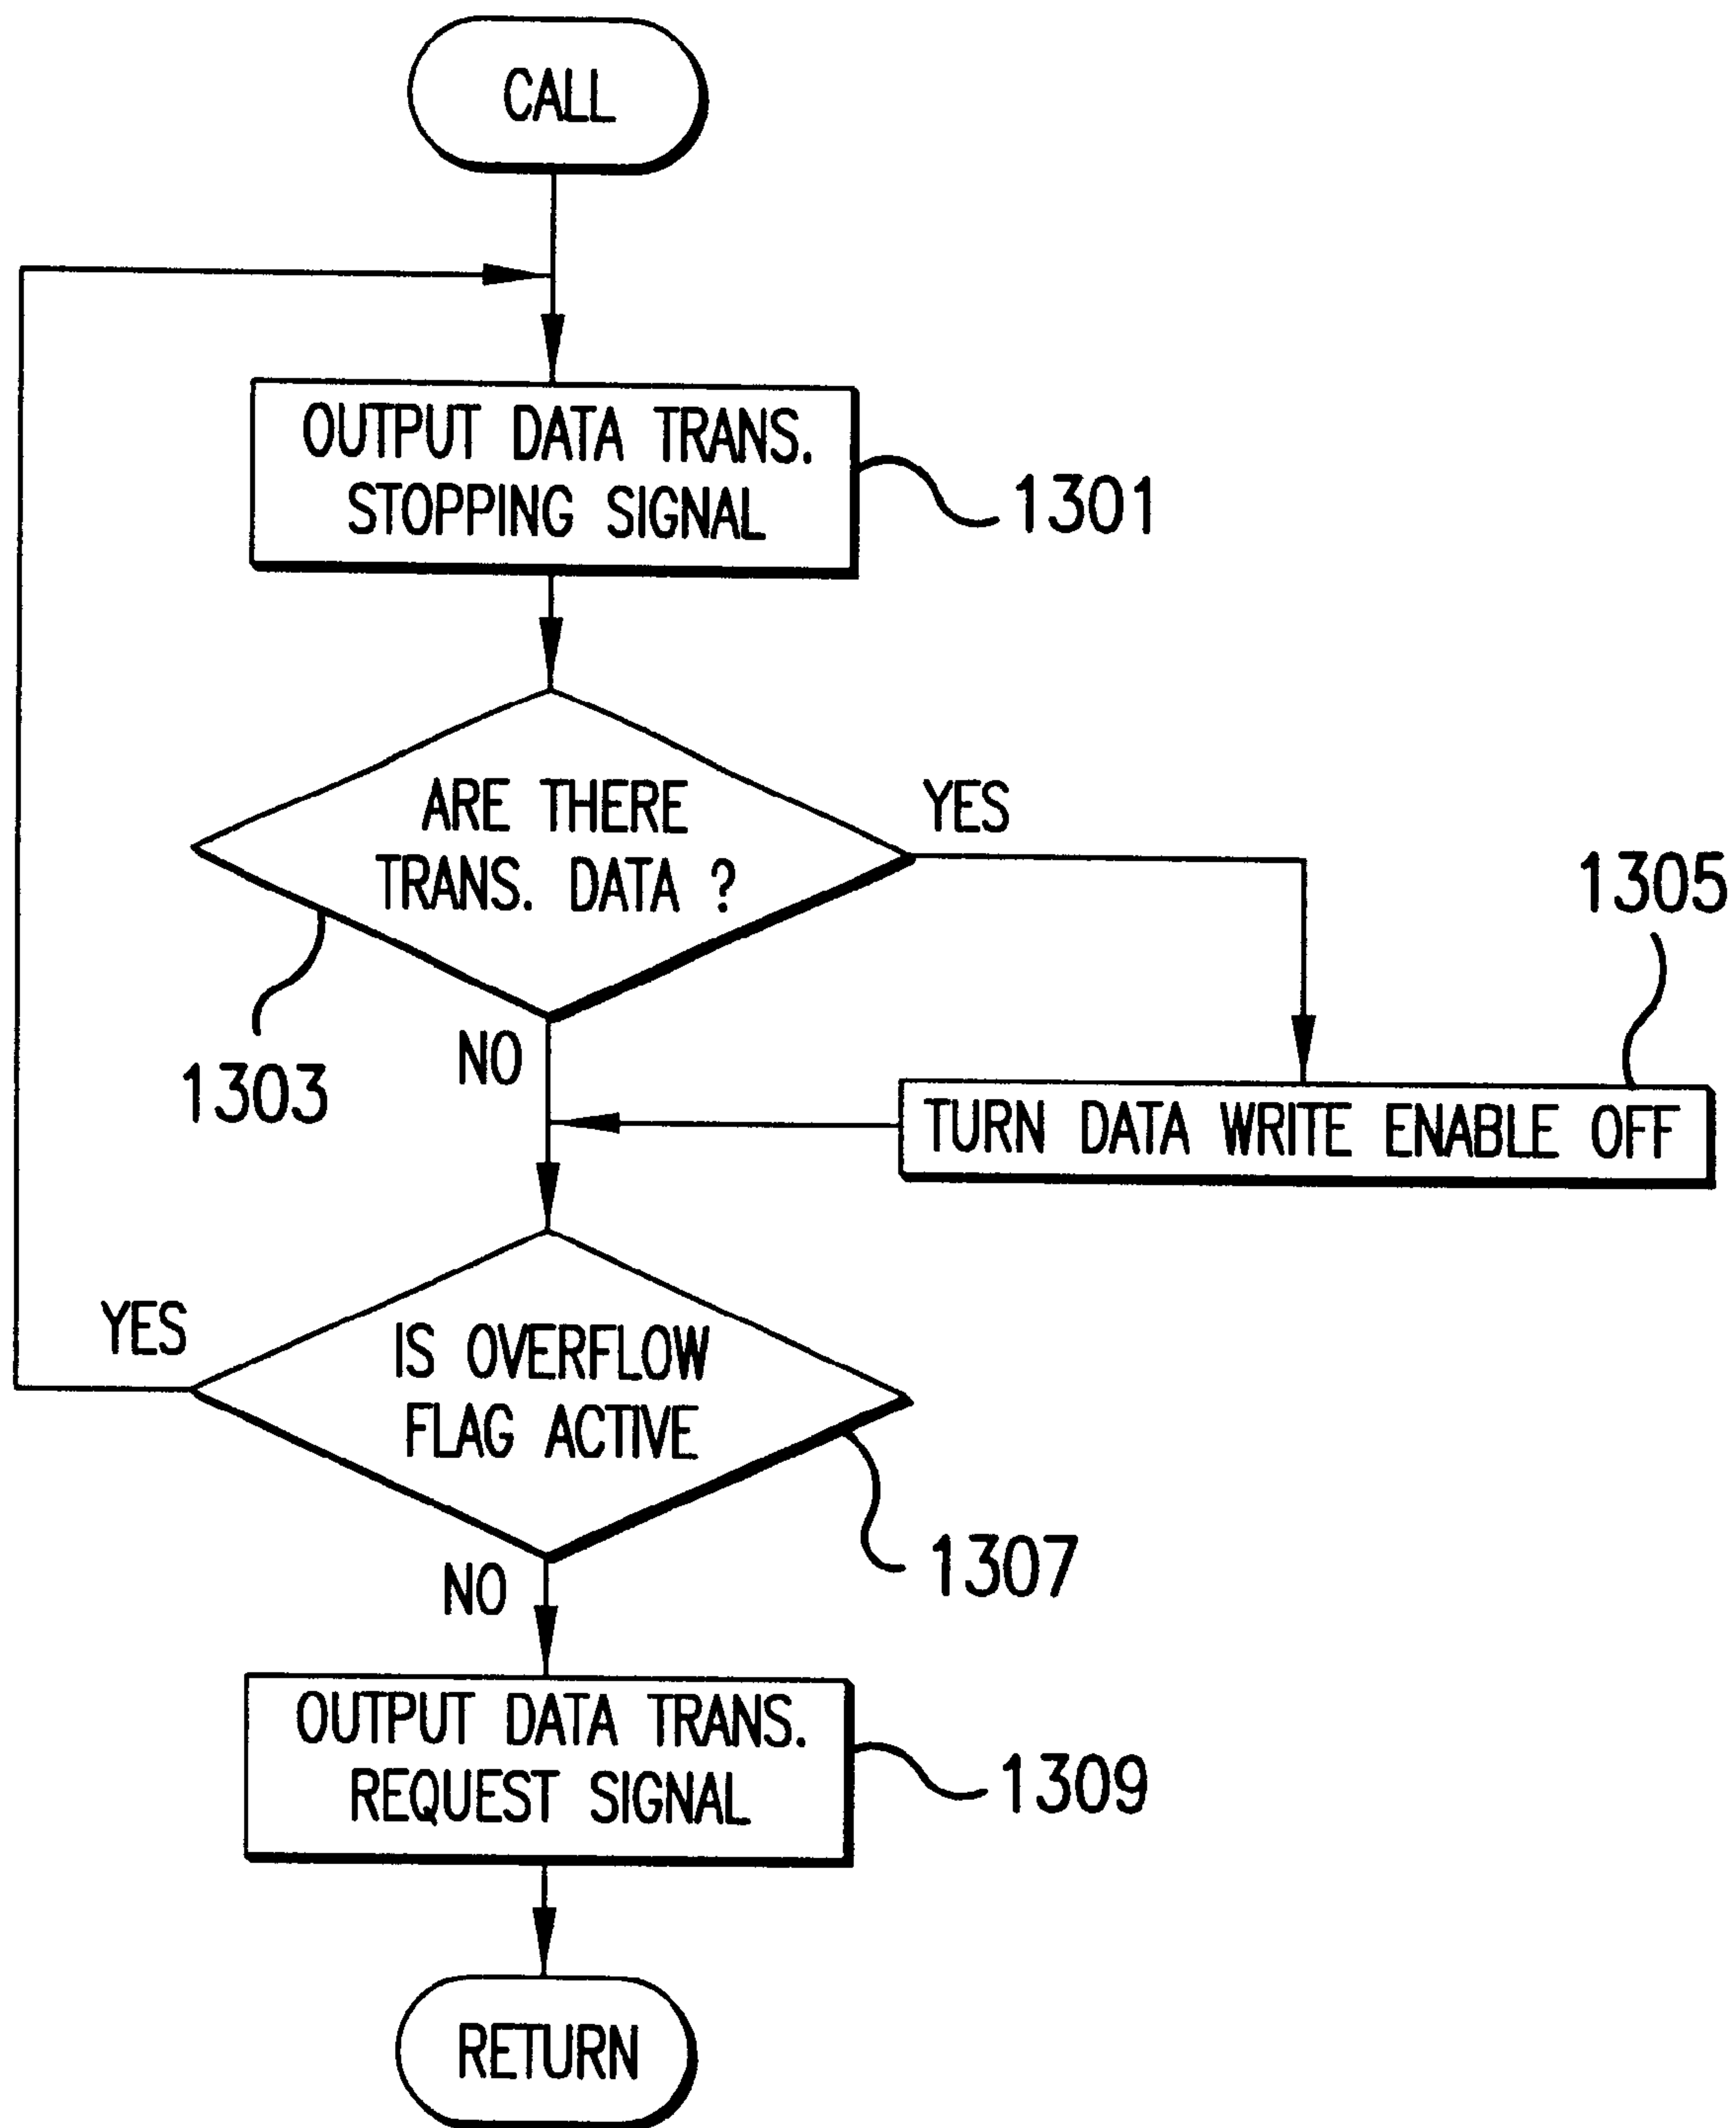 CALL
OUTPUT DATA TRANS.
STOPPING SIGNAL
1301
ARE THERE
TRANS. DATA ?
YES
1303
NO
1305
TURN DATA WRITE ENABLE OFF
YES
IS OVERFLOW
FLAG ACTIVE
1307
NO
OUTPUT DATA TRANS.
REQUEST SIGNAL
1309
RETURN